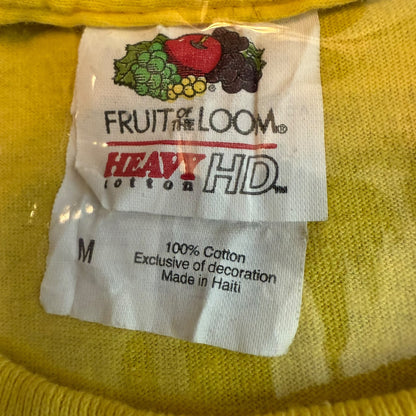 FRUIT OF THE LOOM®
HEAVY cotton HD™
M
100% Cotton
Exclusive of decoration
Made in Haiti